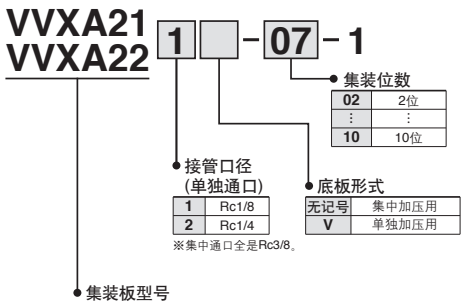 VVXA21
VVXA22
1
- 07 - 1
集装位数
02 2位
⋮ ⋮
10 10位
接管口径
(单独通口)
1 Rc1/8
2 Rc1/4
※集中通口全是Rc3/8。
底板形式
无记号 集中加压用
V 单独加压用
集装板型号